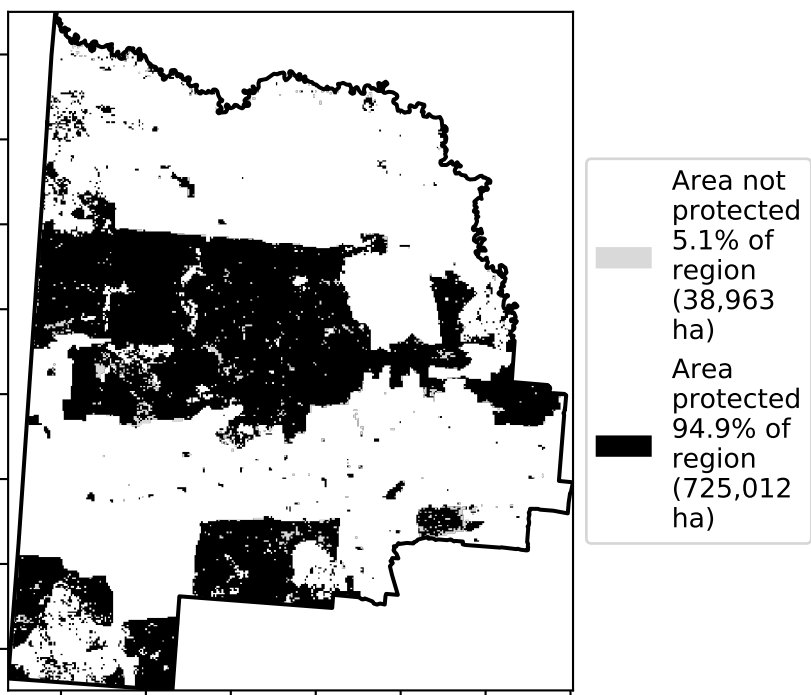 Area not
protected
5.1% of
region
(38,963
ha)
Area
protected
94.9% of
region
(725,012
ha)